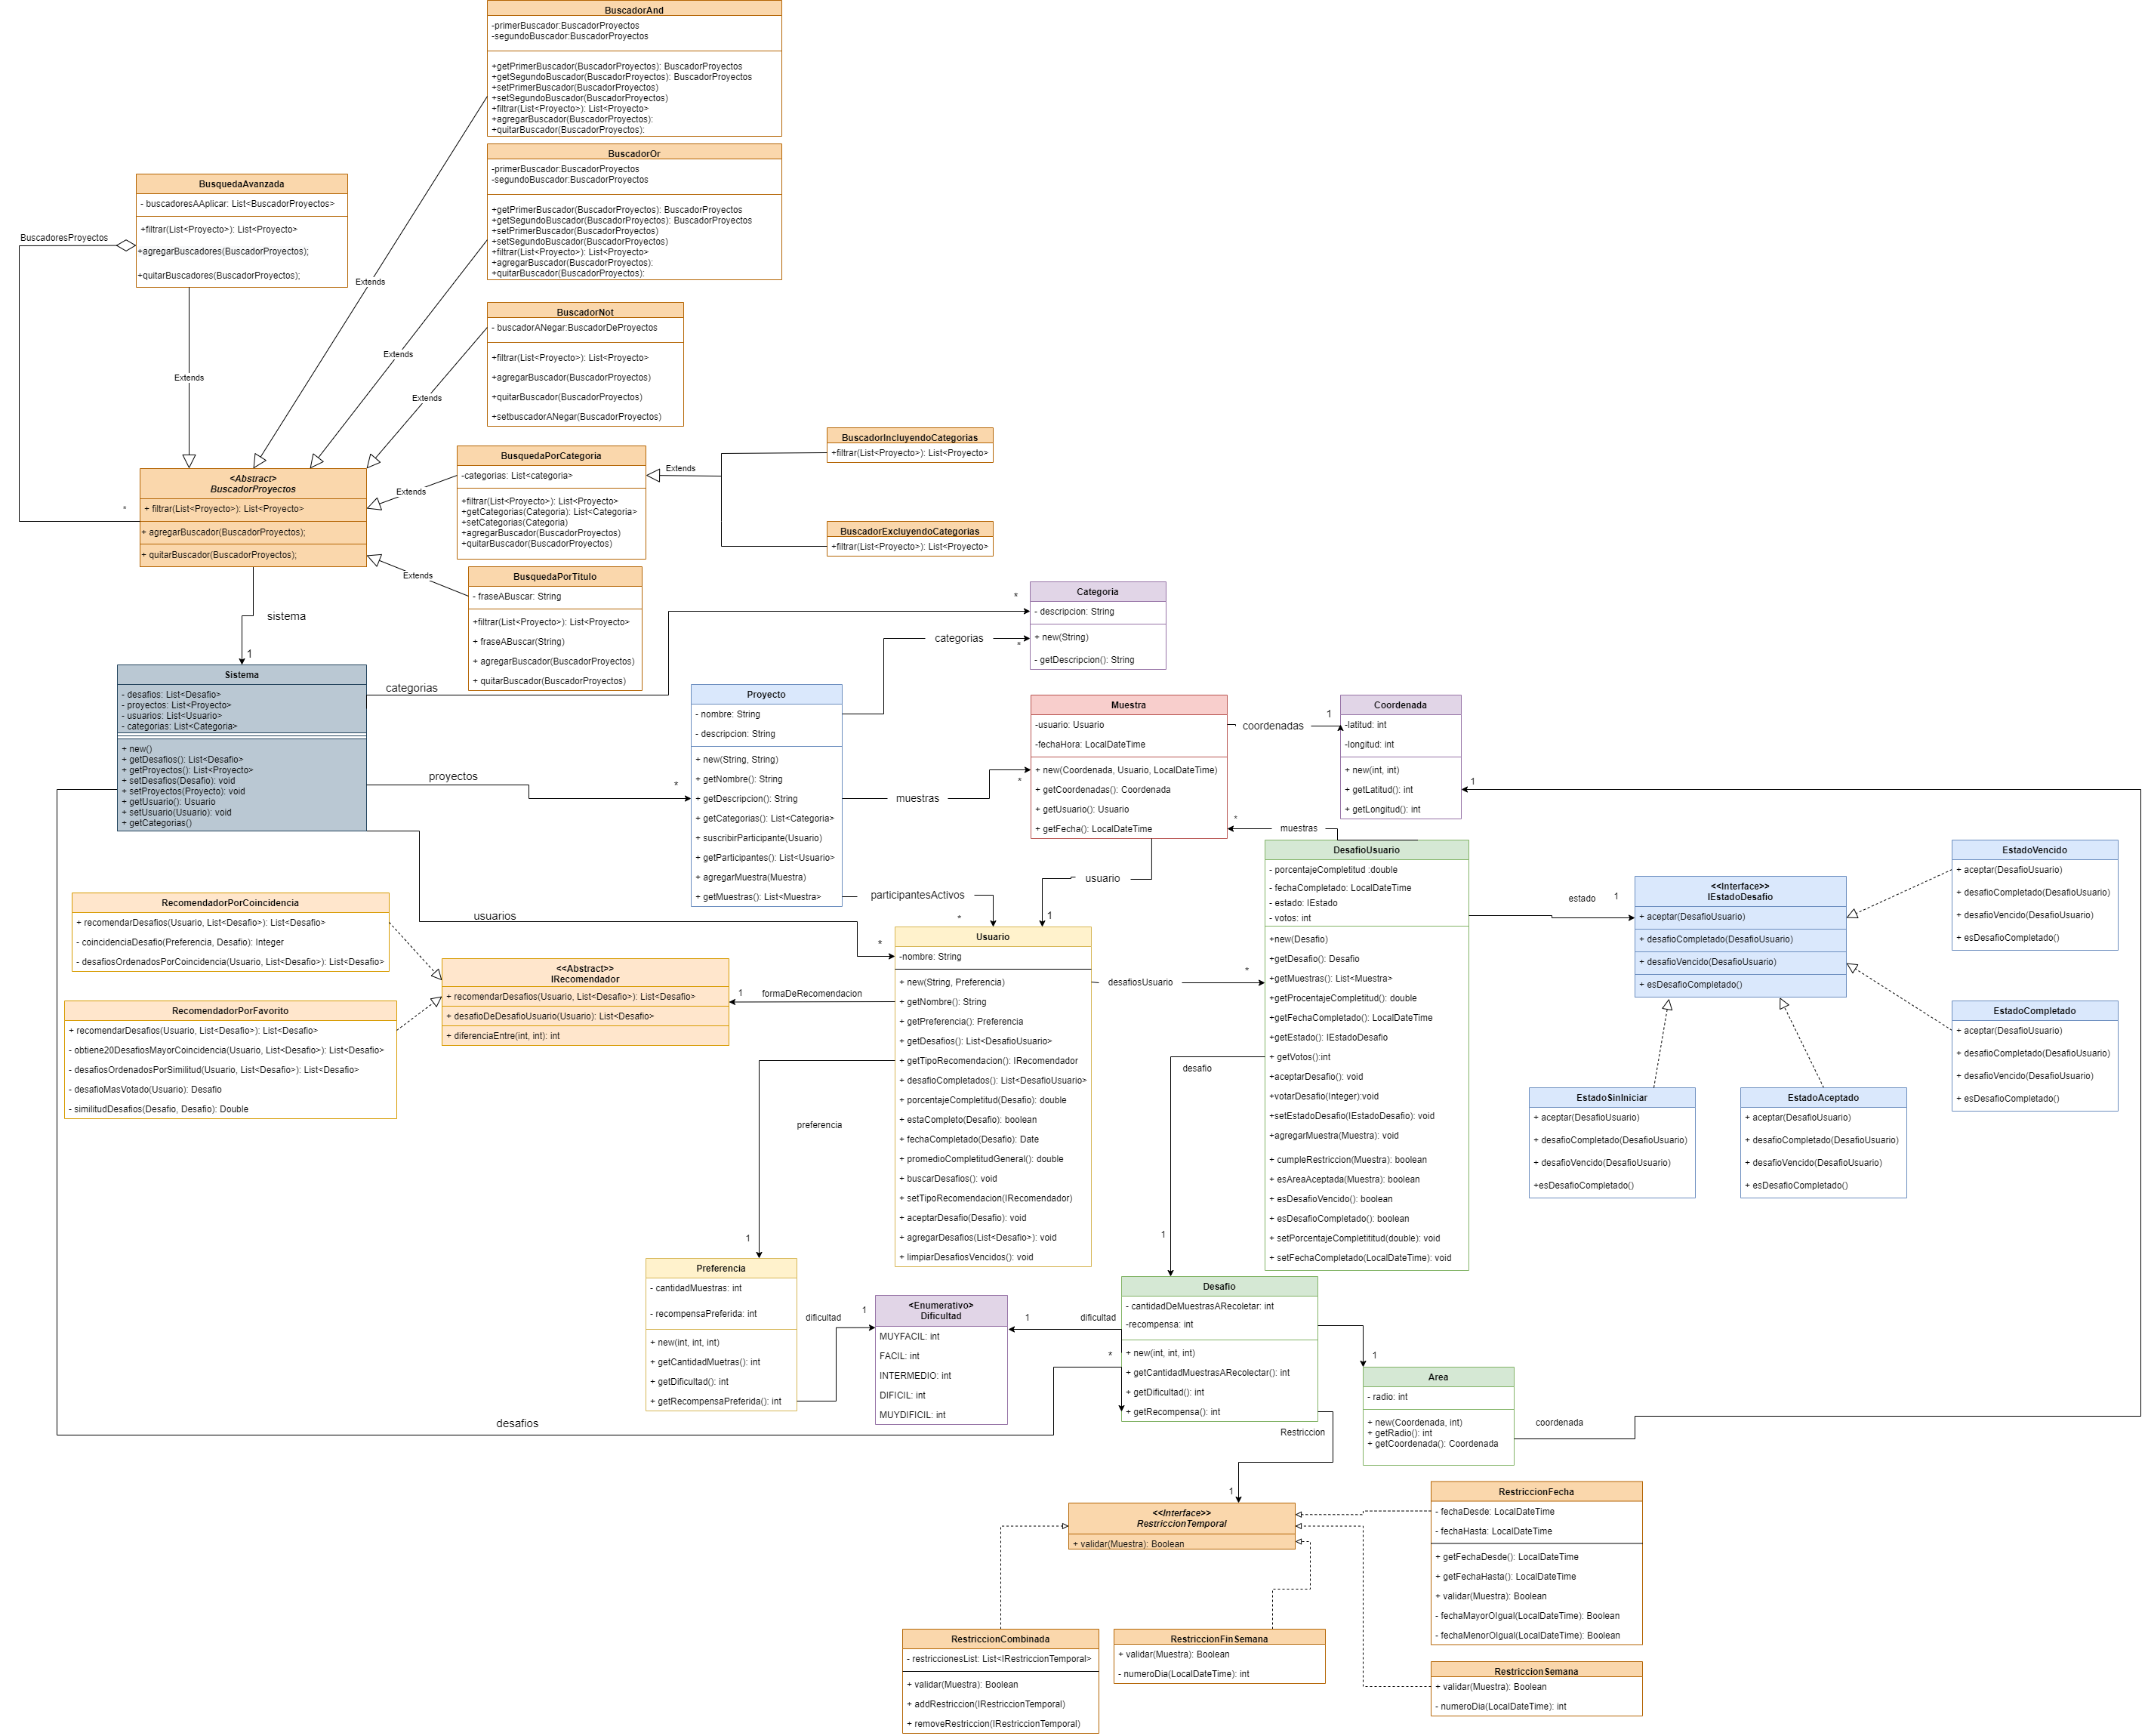 BuscadorAnd
-primerBuscador:BuscadorProyectos
-segundoBuscador:BuscadorProyectos
+getPrimerBuscador(BuscadorProyectos): BuscadorProyectos
+getSegundoBuscador(BuscadorProyectos): BuscadorProyectos
+setPrimerBuscador(BuscadorProyectos)
+setSegundoBuscador(BuscadorProyectos)
+filtrar(List<Proyecto>): List<Proyecto>
+agregarBuscador(BuscadorProyectos):
+quitarBuscador(BuscadorProyectos):
BuscadorOr
-primerBuscador:BuscadorProyectos
-segundoBuscador:BuscadorProyectos
+getPrimerBuscador(BuscadorProyectos): BuscadorProyectos
+getSegundoBuscador(BuscadorProyectos): BuscadorProyectos
+setPrimerBuscador(BuscadorProyectos)
+setSegundoBuscador(BuscadorProyectos)
+filtrar(List<Proyecto>): List<Proyecto>
+agregarBuscador(BuscadorProyectos):
+quitarBuscador(BuscadorProyectos):
BusquedaAvanzada
- buscadoresAAplicar: List<BuscadorProyectos>
+filtrar(List<Proyecto>): List<Proyecto>
+agregarBuscadores(BuscadorProyectos);
+quitarBuscadores(BuscadorProyectos);
BuscadoresProyectos
*
Extends
Extends
Extends
Extends
BuscadorNot
- buscadorANegar:BuscadorDeProyectos
+filtrar(List<Proyecto>): List<Proyecto>
+agregarBuscador(BuscadorProyectos)
+quitarBuscador(BuscadorProyectos)
+setbuscadorANegar(BuscadorProyectos)
<Abstract>
BuscadorProyectos
+ filtrar(List<Proyecto>): List<Proyecto>
+ agregarBuscador(BuscadorProyectos);
+ quitarBuscador(BuscadorProyectos);
Extends
Extends
BusquedaPorCategoria
-categorias: List<categoria>
+filtrar(List<Proyecto>): List<Proyecto>
+getCategorias(Categoria): List<Categoria>
+setCategorias(Categoria)
+agregarBuscador(BuscadorProyectos)
+quitarBuscador(BuscadorProyectos)
Extends
BuscadorIncluyendoCategorias
+filtrar(List<Proyecto>): List<Proyecto>
BuscadorExcluyendoCategorias
+filtrar(List<Proyecto>): List<Proyecto>
BusquedaPorTitulo
- fraseABuscar: String
+filtrar(List<Proyecto>): List<Proyecto>
+ fraseABuscar(String)
+ agregarBuscador(BuscadorProyectos)
+ quitarBuscador(BuscadorProyectos)
sistema
1
Sistema
- desafios: List<Desafio>
- proyectos: List<Proyecto>
- usuarios: List<Usuario>
- categorias: List<Categoria>
+ new()
+ getDesafios(): List<Desafio>
+ getProyectos(): List<Proyecto>
+ setDesafios(Desafio): void
+ setProyectos(Proyecto): void
+ getUsuario(): Usuario
+ setUsuario(Usuario): void
+ getCategorias()
categorias
*
proyectos
*
usuarios
*
desafios
*
Categoria
- descripcion: String
+ new(String)
- getDescripcion(): String
categorias
*
Proyecto
- nombre: String
- descripcion: String
+ new(String, String)
+ getNombre(): String
+ getDescripcion(): String
+ getCategorias(): List<Categoria>
+ suscribirParticipante(Usuario)
+ getParticipantes(): List<Usuario>
+ agregarMuestra(Muestra)
+ getMuestras(): List<Muestra>
muestras
*
participantesActivos
*
Muestra
-usuario: Usuario
-fechaHora: LocalDateTime
+ new(Coordenada, Usuario, LocalDateTime)
+ getCoordenadas(): Coordenada
+ getUsuario(): Usuario
+ getFecha(): LocalDateTime
coordenadas
1
usuario
1
Coordenada
-latitud: int
-longitud: int
+ new(int, int)
+ getLatitud(): int
+ getLongitud(): int
1
muestras
*
DesafioUsuario
- porcentajeCompletitud :double
- fechaCompletado: LocalDateTime
- estado: IEstado
- votos: int
+new(Desafio)
+getDesafio(): Desafio
+getMuestras(): List<Muestra>
+getProcentajeCompletitud(): double
+getFechaCompletado(): LocalDateTime
+getEstado(): IEstadoDesafio
+ getVotos():int
+aceptarDesafio(): void
+votarDesafio(Integer):void
+setEstadoDesafio(IEstadoDesafio): void
+agregarMuestra(Muestra): void
+ cumpleRestriccion(Muestra): boolean
+ esAreaAceptada(Muestra): boolean
+ esDesafioVencido(): boolean
+ esDesafioCompletado(): boolean
+ setPorcentajeComplettititud(double): void
+ setFechaCompletado(LocalDateTime): void
estado
1
<<Interface>>
IEstadoDesafio
+ aceptar(DesafioUsuario)
+ desafioCompletado(DesafioUsuario)
+ desafioVencido(DesafioUsuario)
+ esDesafioCompletado()
EstadoVencido
+ aceptar(DesafioUsuario)
+ desafioCompletado(DesafioUsuario)
+ desafioVencido(DesafioUsuario)
+ esDesafioCompletado()
EstadoCompletado
+ aceptar(DesafioUsuario)
+ desafioCompletado(DesafioUsuario)
+ desafioVencido(DesafioUsuario)
+ esDesafioCompletado()
EstadoSinIniciar
+ aceptar(DesafioUsuario)
+ desafioCompletado(DesafioUsuario)
+ desafioVencido(DesafioUsuario)
+esDesafioCompletado()
EstadoAceptado
+ aceptar(DesafioUsuario)
+ desafioCompletado(DesafioUsuario)
+ desafioVencido(DesafioUsuario)
+ esDesafioCompletado()
RecomendadorPorCoincidencia
+ recomendarDesafios(Usuario, List<Desafio>): List<Desafio>
- coincidenciaDesafio(Preferencia, Desafio): Integer
- desafiosOrdenadosPorCoincidencia(Usuario, List<Desafio>): List<Desafio>
RecomendadorPorFavorito
+ recomendarDesafios(Usuario, List<Desafio>): List<Desafio>
- obtiene20DesafiosMayorCoincidencia(Usuario, List<Desafio>): List<Desafio>
- desafiosOrdenadosPorSimilitud(Usuario, List<Desafio>): List<Desafio>
- desafioMasVotado(Usuario): Desafio
- similitudDesafios(Desafio, Desafio): Double
<<Abstract>>
IRecomendador
+ recomendarDesafios(Usuario, List<Desafio>): List<Desafio>
+ desafioDeDesafioUsuario(Usuario): List<Desafio>
+ diferenciaEntre(int, int): int
1
formaDeRecomendacion
Usuario
-nombre: String
+ new(String, Preferencia)
+ getNombre(): String
+ getPreferencia(): Preferencia
+ getDesafios(): List<DesafioUsuario>
+ getTipoRecomendacion(): IRecomendador
+ desafioCompletados(): List<DesafioUsuario>
+ porcentajeCompletitud(Desafio): double
+ estaCompleto(Desafio): boolean
+ fechaCompletado(Desafio): Date
+ promedioCompletitudGeneral(): double
+ buscarDesafios(): void
+ setTipoRecomendacion(IRecomendador)
+ aceptarDesafio(Desafio): void
+ agregarDesafios(List<Desafio>): void
+ limpiarDesafiosVencidos(): void
desafiosUsuario
*
desafio
1
preferencia
1
Preferencia
- cantidadMuestras: int
- recompensaPreferida: int
+ new(int, int, int)
+ getCantidadMuetras(): int
+ getDificultad(): int
+ getRecompensaPreferida(): int
dificultad
1
<Enumerativo>
Dificultad
MUYFACIL: int
FACIL: int
INTERMEDIO: int
DIFICIL: int
MUYDIFICIL: int
1
dificultad
Desafio
- cantidadDeMuestrasARecoletar: int
-recompensa: int
+ new(int, int, int)
+ getCantidadMuestrasARecolectar(): int
+ getDificultad(): int
+ getRecompensa(): int
1
Area
- radio: int
+ new(Coordenada, int)
+ getRadio(): int
+ getCoordenada(): Coordenada
coordenada
Restriccion
1
<<Interface>>
RestriccionTemporal
+ validar(Muestra): Boolean
RestriccionFecha
- fechaDesde: LocalDateTime
- fechaHasta: LocalDateTime
+ getFechaDesde(): LocalDateTime
+ getFechaHasta(): LocalDateTime
+ validar(Muestra): Boolean
- fechaMayorOIgual(LocalDateTime): Boolean
- fechaMenorOIgual(LocalDateTime): Boolean
RestriccionCombinada
- restriccionesList: List<IRestriccionTemporal>
+ validar(Muestra): Boolean
+ addRestriccion(IRestriccionTemporal)
+ removeRestriccion(IRestriccionTemporal)
RestriccionFinSemana
+ validar(Muestra): Boolean
- numeroDia(LocalDateTime): int
RestriccionSemana
+ validar(Muestra): Boolean
- numeroDia(LocalDateTime): int